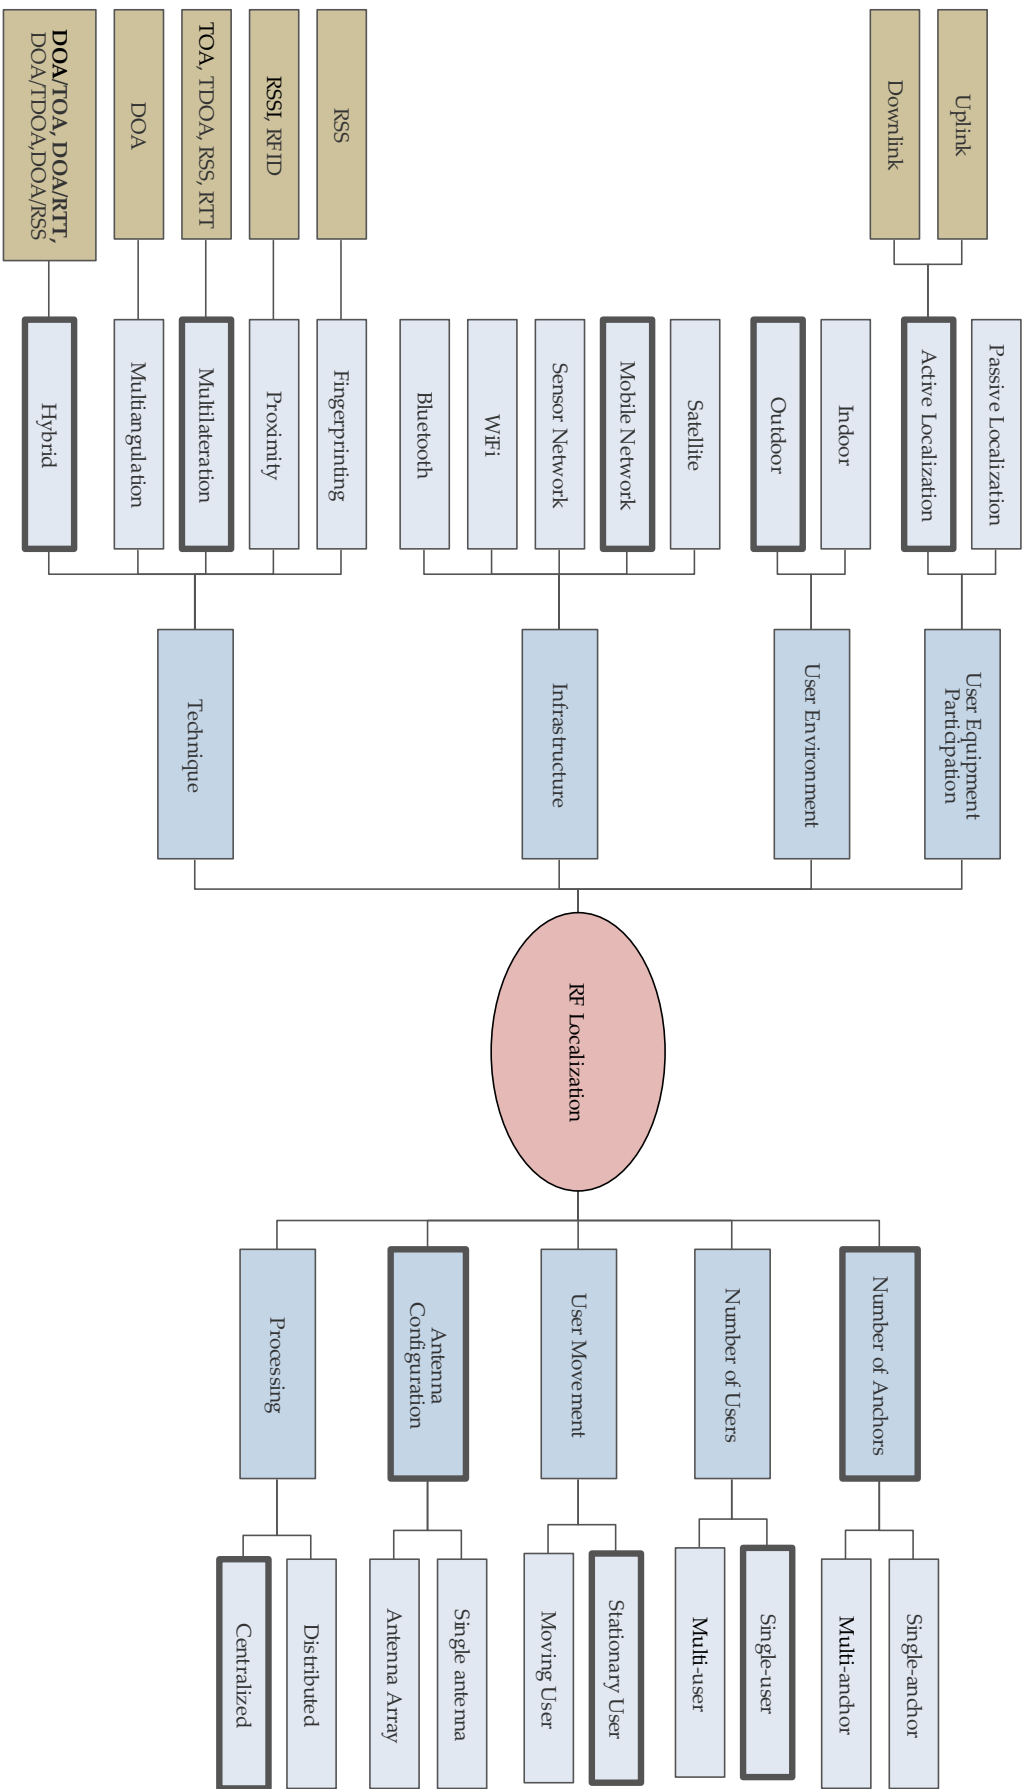 Uplink
Downlink
Passive Localization
Active Localization
User Equipment
Participation
Indoor
Outdoor
User Environment
Satellite
Mobile Network
Sensor Network
WiFi
Bluetooth
Infrastructure
RSS
RSSI, RFID
TOA, TDOA, RSS, RTT
DOA
DOA/TOA, DOA/RTT,
DOA/TDOA,DOA/RSS
Fingerprinting
Proximity
Multilateration
Multiangulation
Hybrid
Technique
RF Localization
Number of Anchors
Single-anchor
Multi-anchor
Number of Users
Single-user
Multi-user
User Movement
Stationary User
Moving User
Antenna
Configuration
Single antenna
Antenna Array
Processing
Distributed
Centralized